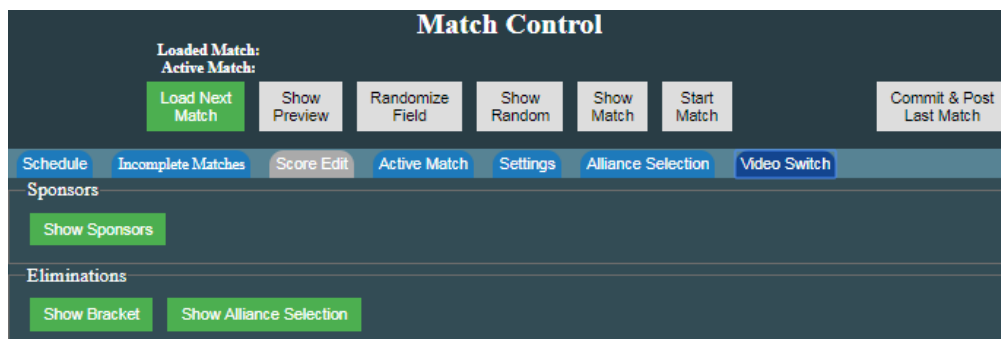 Match Control
Loaded Match:
Active Match:
Load Next Match
Show Preview
Randomize Field
Show Random
Show Match
Start Match
Commit & Post Last Match
Schedule Incomplete Matches Score Edit Active Match Settings Alliance Selection Video Switch
Sponsors
Show Sponsors
Eliminations
Show Bracket Show Alliance Selection